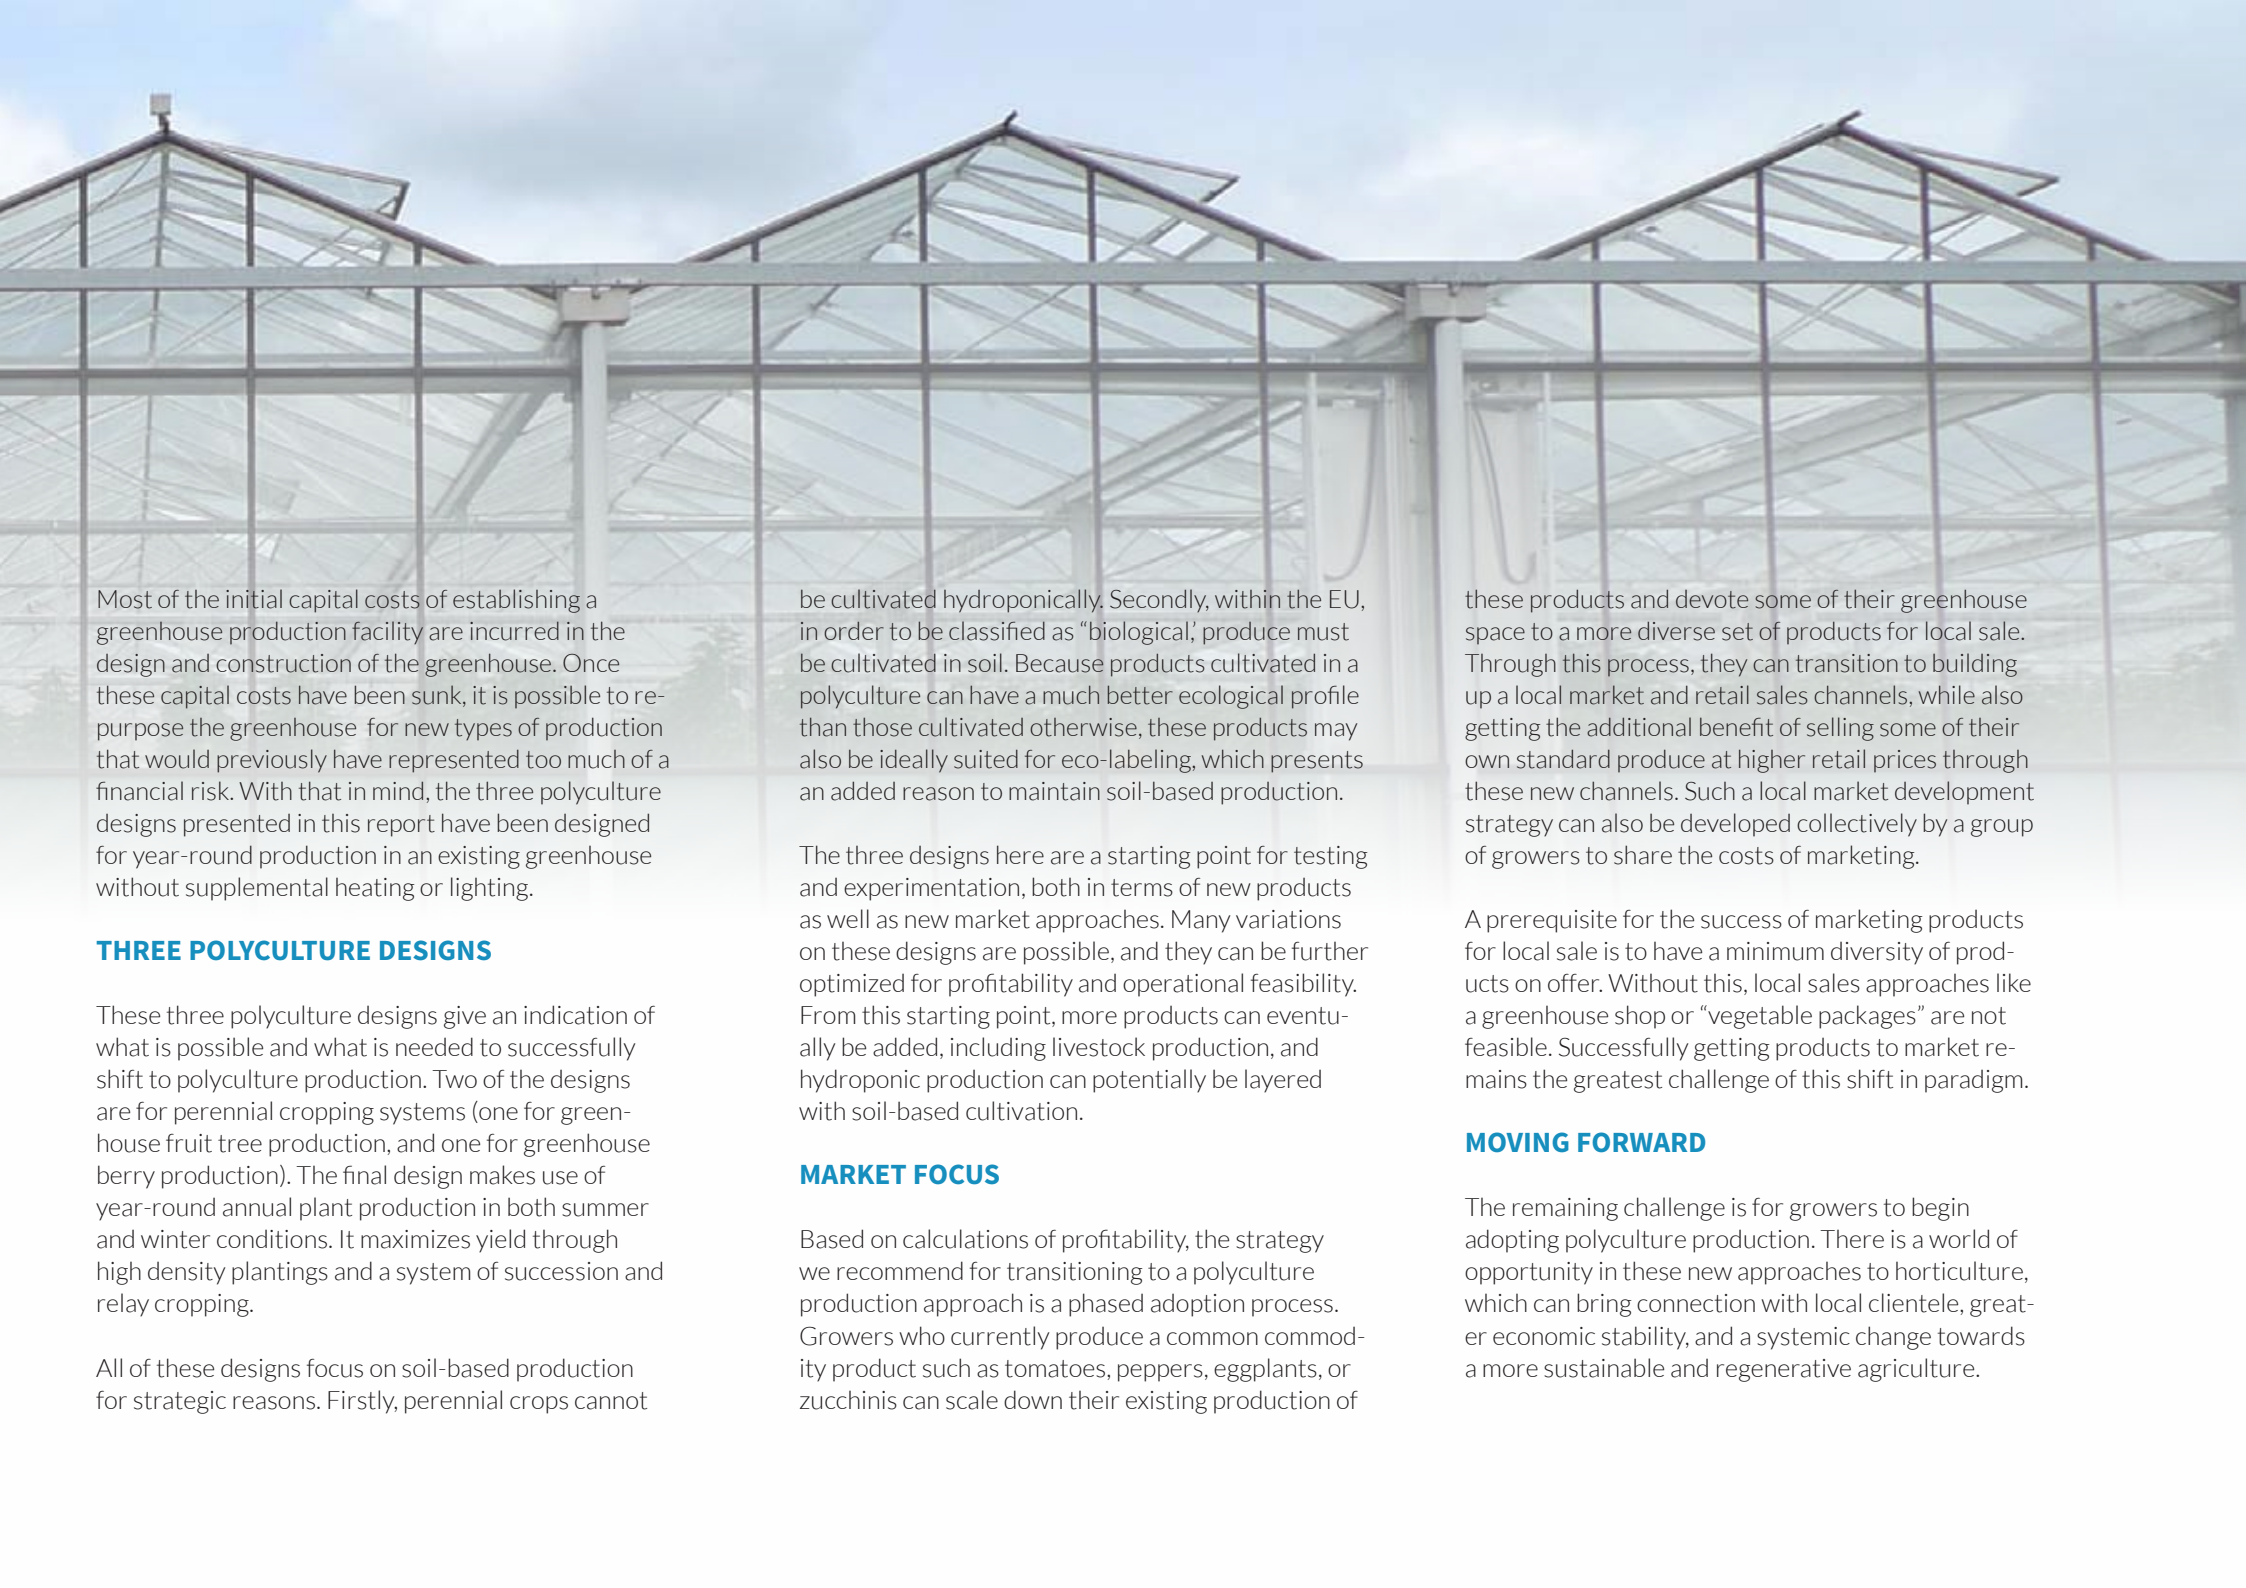 Most of the initial capital costs of establishing a
greenhouse production facility are incurred in the
design and construction of the greenhouse. Once
these capital costs have been sunk, it is possible to re-
purpose the greenhouse  for new types of production
that would previously have represented too much of a
financial risk. With that in mind, the three polyculture
designs presented in this report have been designed
for year-round production in an existing greenhouse
without supplemental heating or lighting.
THREE POLYCULTURE DESIGNS
These three polyculture designs give an indication of
what is possible and what is needed to successfully
shift to polyculture production. Two of the designs
are for perennial cropping systems (one for green-
house fruit tree production, and one for greenhouse
berry production). The final design makes use of
year-round annual plant production in both summer
and winter conditions. It maximizes yield through
high density plantings and a system of succession and
relay cropping.
All of these designs focus on soil-based production
for strategic reasons. Firstly, perennial crops cannot
be cultivated hydroponically. Secondly, within the EU,
in order to be classified as “biological,’ produce must
be cultivated in soil. Because products cultivated in a
polyculture can have a much better ecological profile
than those cultivated otherwise, these products may
also be ideally suited for eco-labeling, which presents
an added reason to maintain soil-based production.
The three designs here are a starting point for testing
and experimentation, both in terms of new products
as well as new market approaches. Many variations
on these designs are possible, and they can be further
optimized for profitability and operational feasibility.
From this starting point, more products can eventu-
ally be added, including livestock production, and
hydroponic production can potentially be layered
with soil-based cultivation.
MARKET FOCUS
Based on calculations of profitability, the strategy
we recommend for transitioning to a polyculture
production approach is a phased adoption process.
Growers who currently produce a common commod-
ity product such as tomatoes, peppers, eggplants, or
zucchinis can scale down their existing production of
these products and devote some of their greenhouse
space to a more diverse set of products for local sale.
Through this process, they can transition to building
up a local market and retail sales channels, while also
getting the additional benefit of selling some of their
own standard produce at higher retail prices through
these new channels. Such a local market development
strategy can also be developed collectively by a group
of growers to share the costs of marketing.
A prerequisite for the success of marketing products
for local sale is to have a minimum diversity of prod-
ucts on offer. Without this, local sales approaches like
a greenhouse shop or “vegetable packages” are not
feasible. Successfully getting products to market re-
mains the greatest challenge of this shift in paradigm.
MOVING FORWARD
The remaining challenge is for growers to begin
adopting polyculture production. There is a world of
opportunity in these new approaches to horticulture,
which can bring connection with local clientele, great-
er economic stability, and a systemic change towards
a more sustainable and regenerative agriculture.